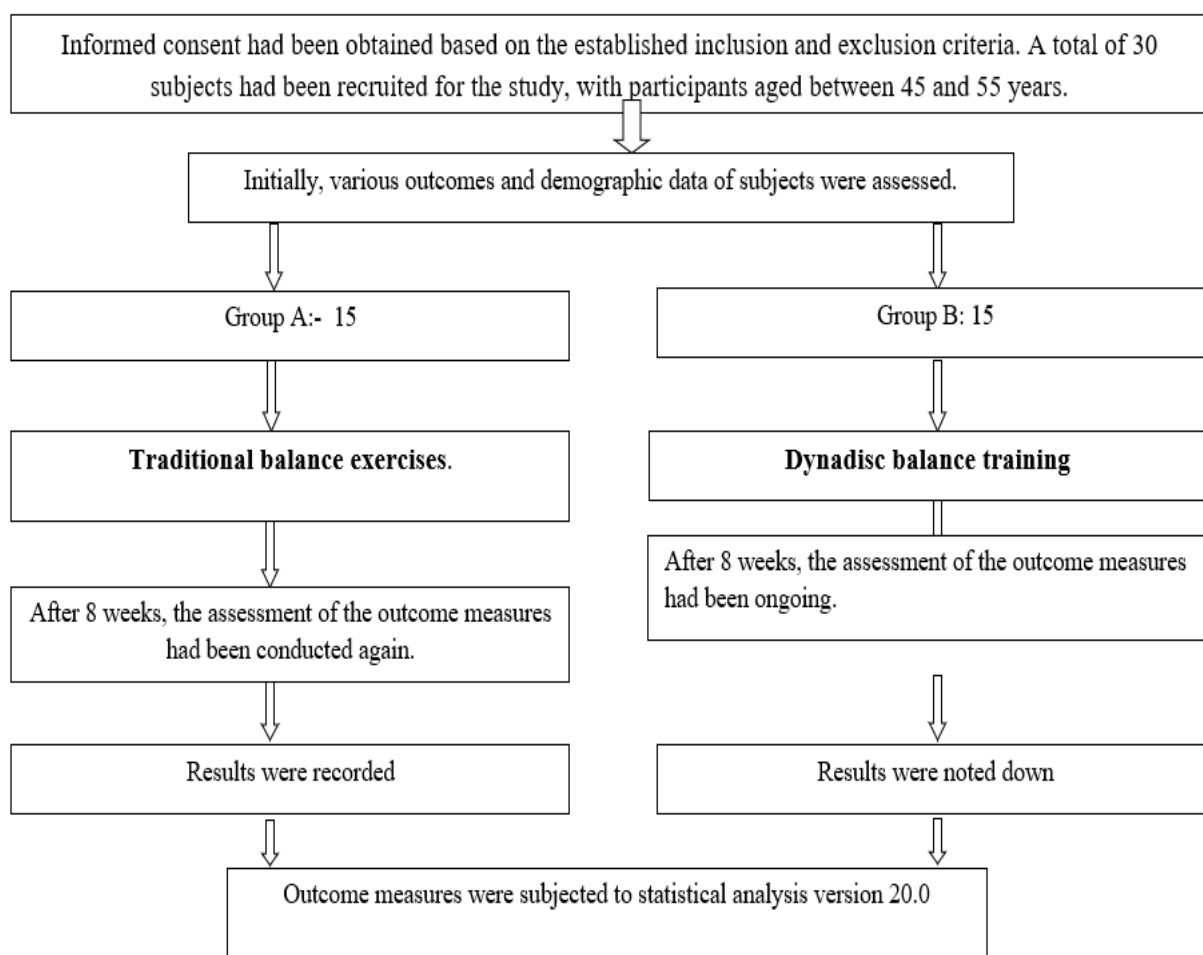 Informed consent had been obtained based on the established inclusion and exclusion criteria. A total of 30
subjects had been recruited for the study, with participants aged between 45 and 55 years.
Initially, various outcomes and demographic data of subjects were assessed.
Group A:- 15
Group B: 15
Traditional balance exercises.
Dynadisc balance training
After 8 weeks, the assessment of the outcome measures
had been conducted again.
After 8 weeks, the assessment of the outcome measures
had been ongoing.
Results were recorded
Results were noted down
Outcome measures were subjected to statistical analysis version 20.0